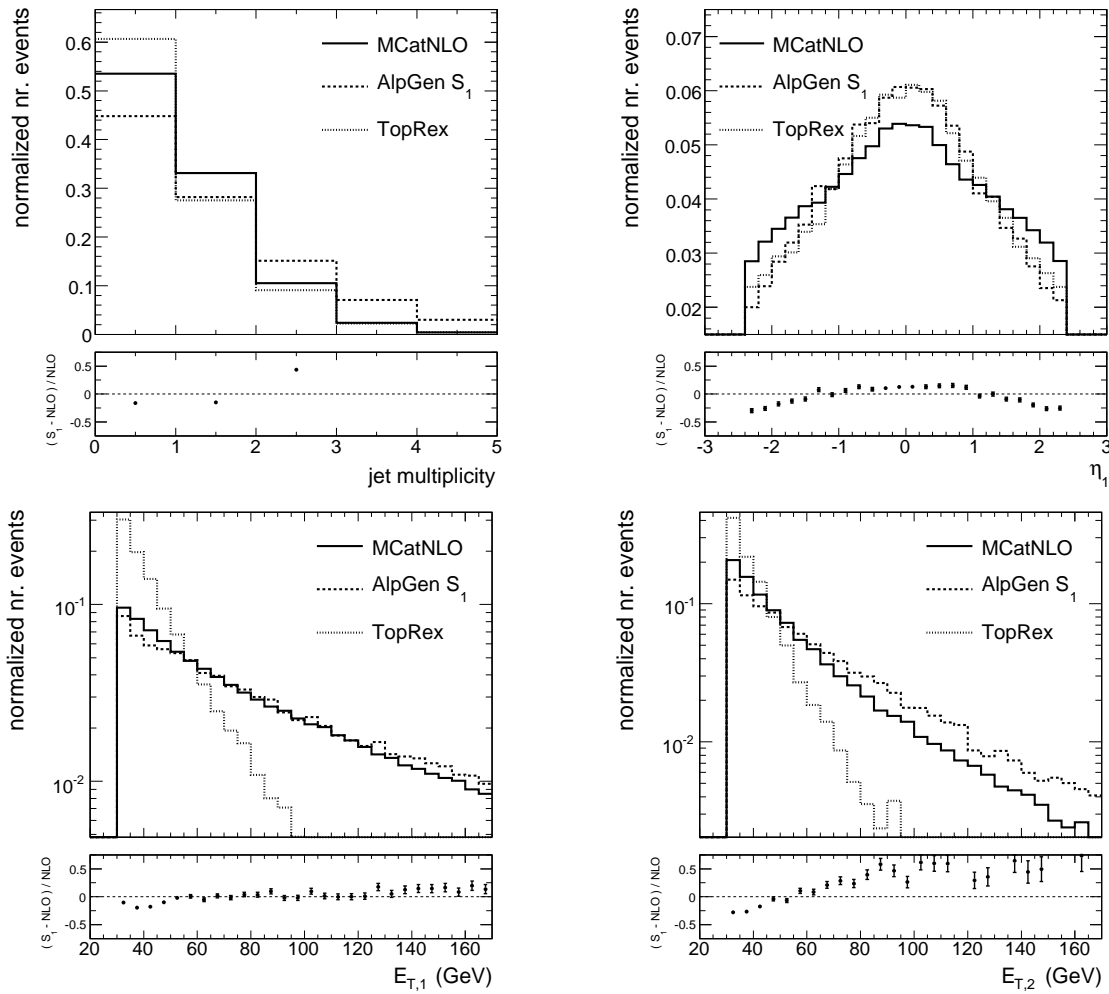 normalized nr. events
0.6
0.5
0.4
0.3
0.2
0.1
0
MCatNLO
AlpGen S1
TopRex
( S1 - NLO ) / NLO
0.5
0
-0.5
0 1 2 3 4 5
jet multiplicity
normalized nr. events
0.07
0.06
0.05
0.04
0.03
0.02
MCatNLO
AlpGen S1
TopRex
( S1 - NLO ) / NLO
0.5
0
-0.5
-3 -2 -1 0 1 2 3
η1
normalized nr. events
10-1
10-2
MCatNLO
AlpGen S1
TopRex
( S1 - NLO ) / NLO
0.5
0
-0.5
20 40 60 80 100 120 140 160
ET,1 (GeV)
normalized nr. events
10-1
10-2
MCatNLO
AlpGen S1
TopRex
( S1 - NLO ) / NLO
0.5
0
-0.5
20 40 60 80 100 120 140 160
ET,2 (GeV)